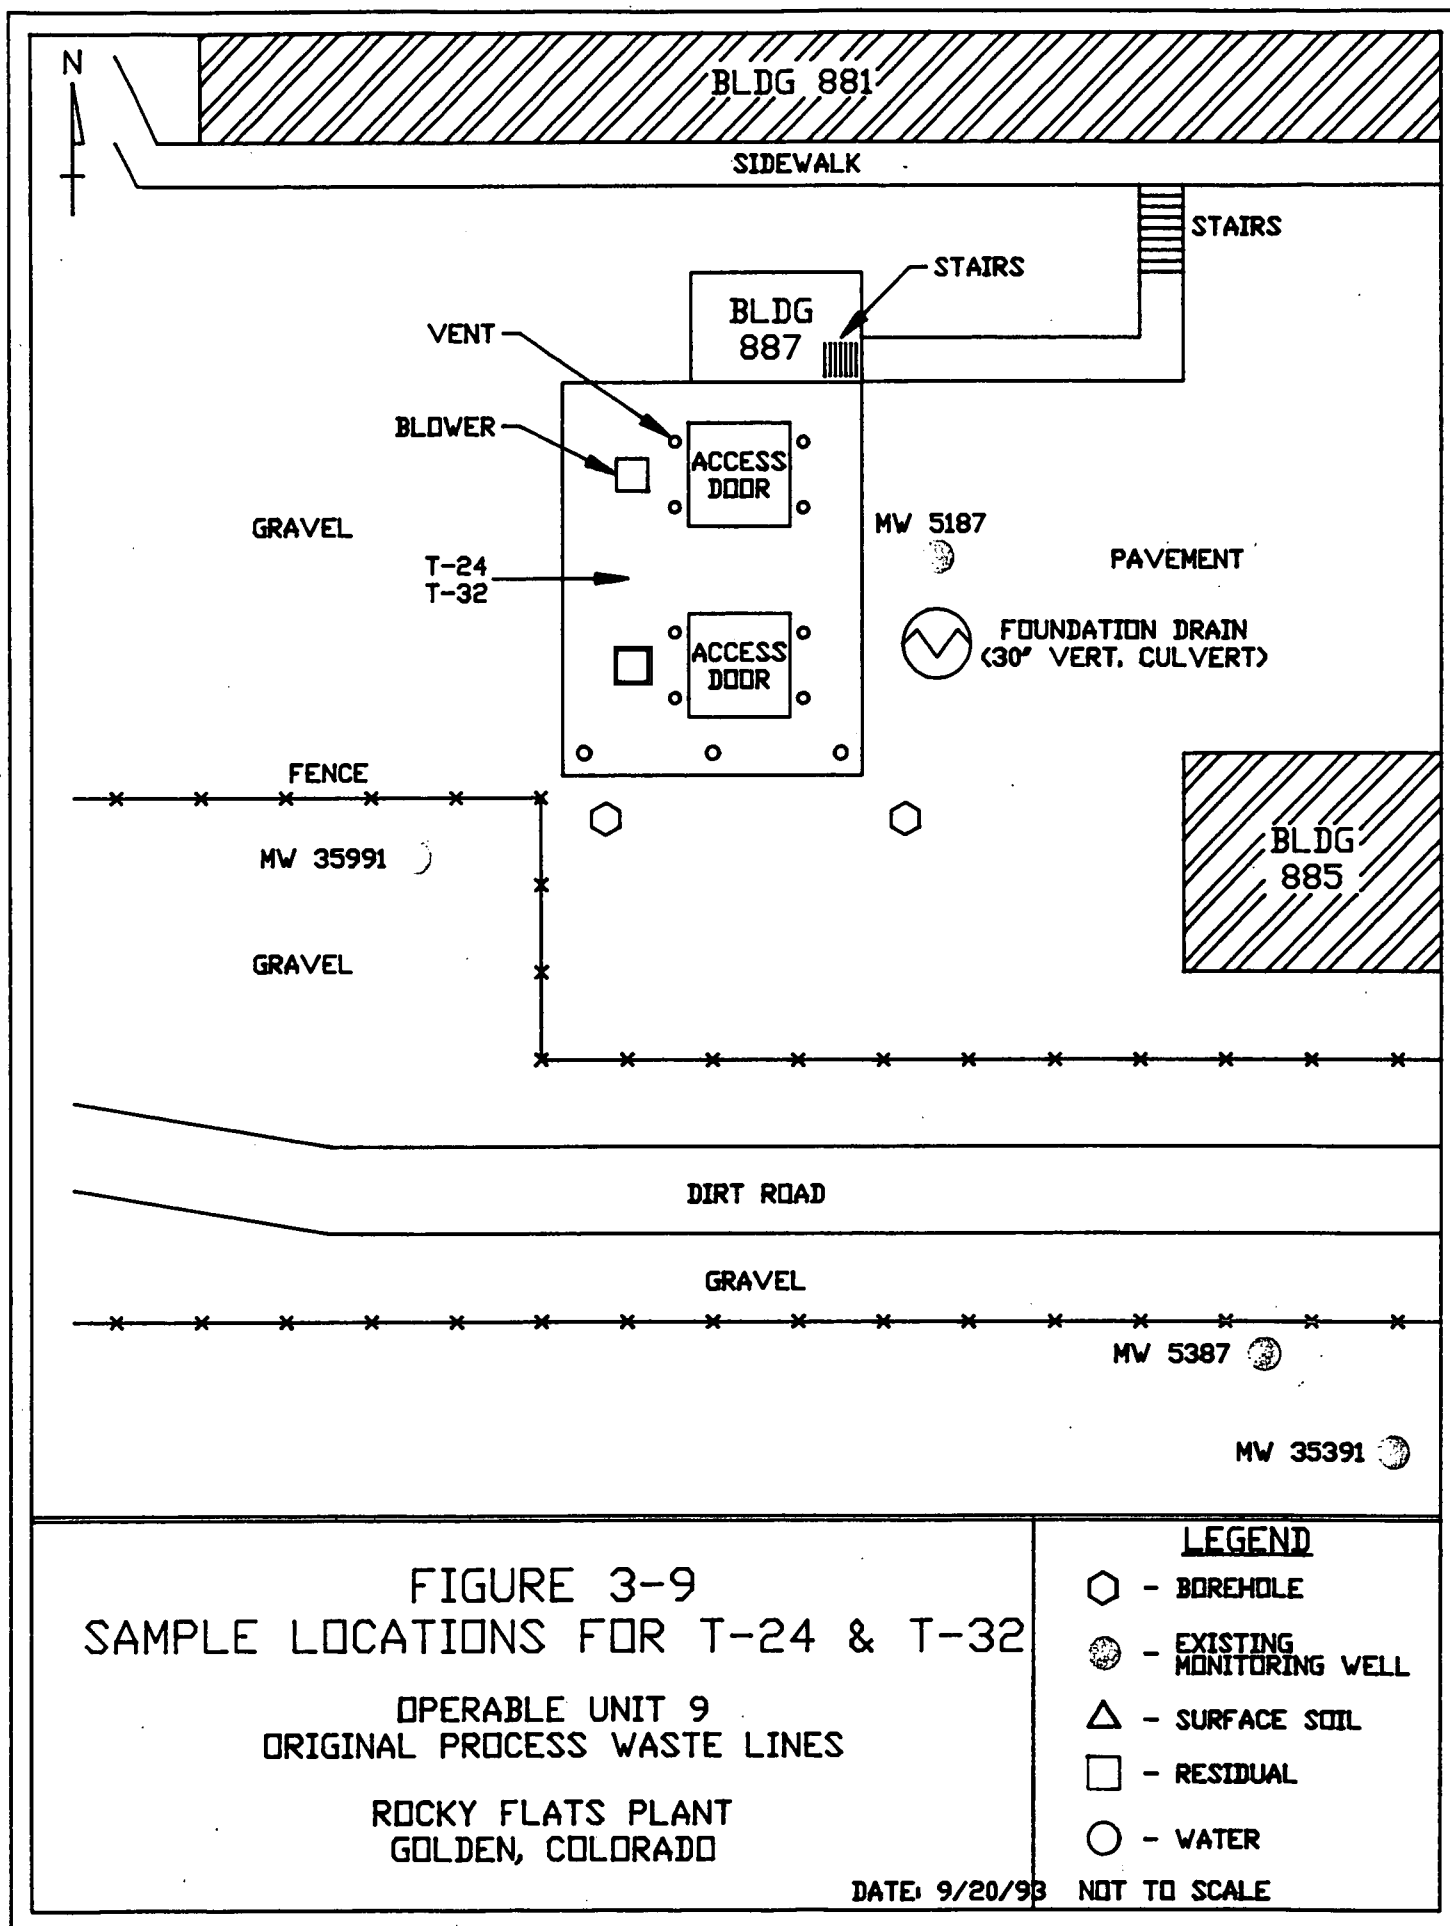 N
BLDG 881
SIDEWALK
STAIRS
STAIRS
BLDG
887
VENT
BLOWER
ACCESS
DOOR
MW 5187
GRAVEL
PAVEMENT
T-24
T-32
FOUNDATION DRAIN
(30" VERT. CULVERT)
ACCESS
DOOR
FENCE
MW 35991
BLDG
885
GRAVEL
DIRT ROAD
GRAVEL
MW 5387
MW 35391
FIGURE 3-9
SAMPLE LOCATIONS FOR T-24 & T-32
OPERABLE UNIT 9
ORIGINAL PROCESS WASTE LINES
ROCKY FLATS PLANT
GOLDEN, COLORADO
DATE: 9/20/93
LEGEND
- BOREHOLE
- EXISTING
MONITORING WELL
- SURFACE SOIL
- RESIDUAL
- WATER
NOT TO SCALE